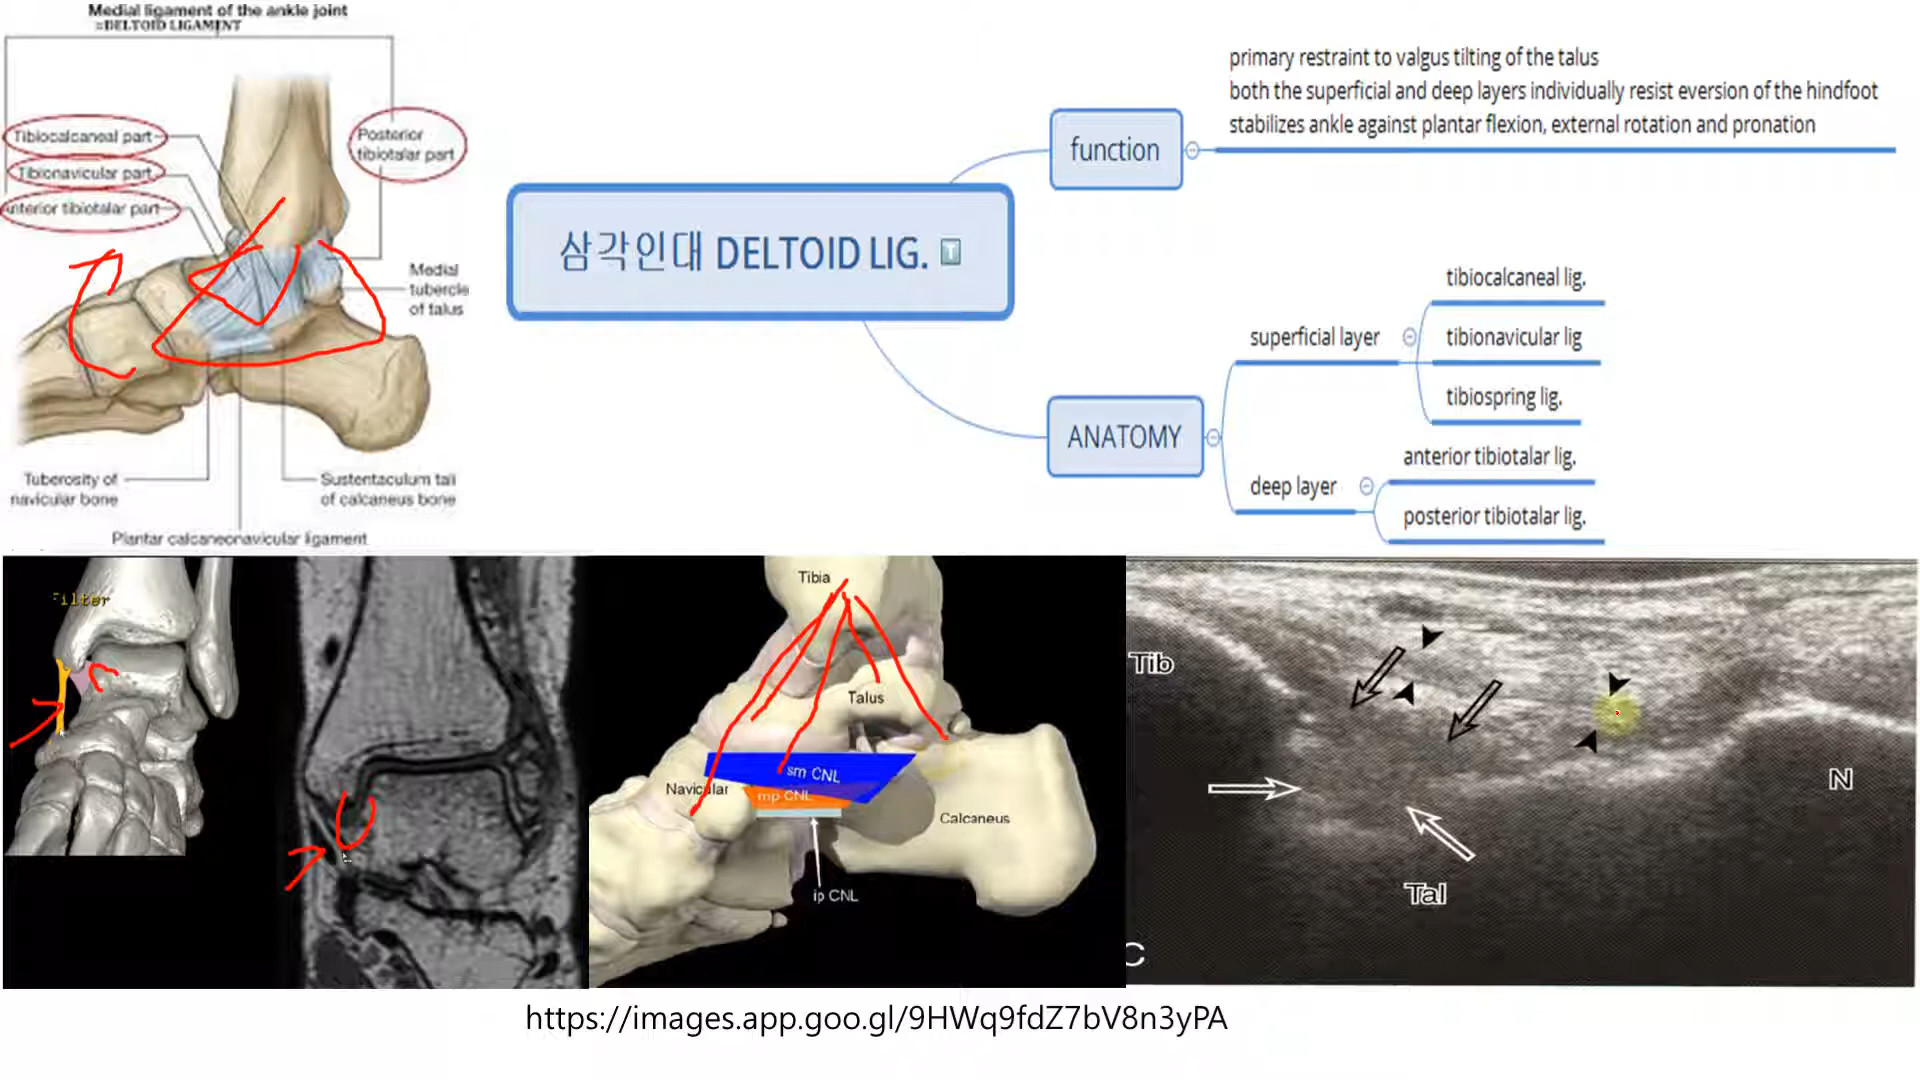 Medial ligament of the ankle joint
=DELTOID LIGAMENT
Tibiocalcaneal part
Tibionavicular part
Anterior tibiotalar part
Posterior
tibiotalar part
Medial
tubercle
of talus
Tuberosity of
navicular bone
Sustentaculum tali
of calcaneus bone
Plantar calcaneonavicular ligament
삼각인대 DELTOID LIG. T
function
primary restraint to valgus tilting of the talus
both the superficial and deep layers individually resist eversion of the hindfoot
stabilizes ankle against plantar flexion, external rotation and pronation
ANATOMY
superficial layer
tibiocalcaneal lig.
tibionavicular lig
tibiospring lig.
deep layer
anterior tibiotalar lig.
posterior tibiotalar lig.
Filter
Tibia
Talus
sm CNL
Navicular
mp CNL
Calcaneus
ip CNL
Tib
N
Tal
C
https://images.app.goo.gl/9HWq9fdZ7bV8n3yPA